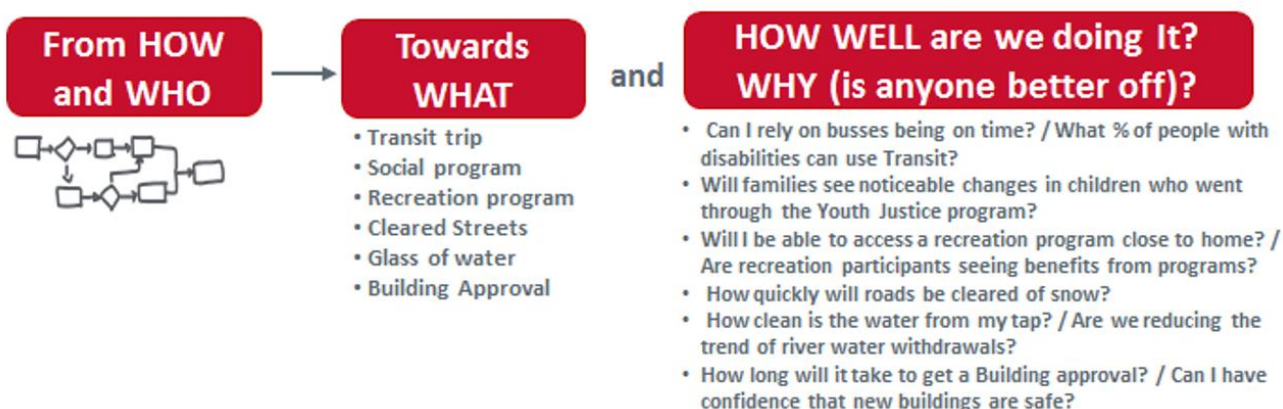 From HOW
and WHO
Towards
WHAT
and
HOW WELL are we doing It?
WHY (is anyone better off)?
• Transit trip
• Social program
• Recreation program
• Cleared Streets
• Glass of water
• Building Approval
• Can I rely on busses being on time? / What % of people with
disabilities can use Transit?
• Will families see noticeable changes in children who went
through the Youth Justice program?
• Will I be able to access a recreation program close to home? /
Are recreation participants seeing benefits from programs?
• How quickly will roads be cleared of snow?
• How clean is the water from my tap? / Are we reducing the
trend of river water withdrawals?
• How long will it take to get a Building approval? / Can I have
confidence that new buildings are safe?